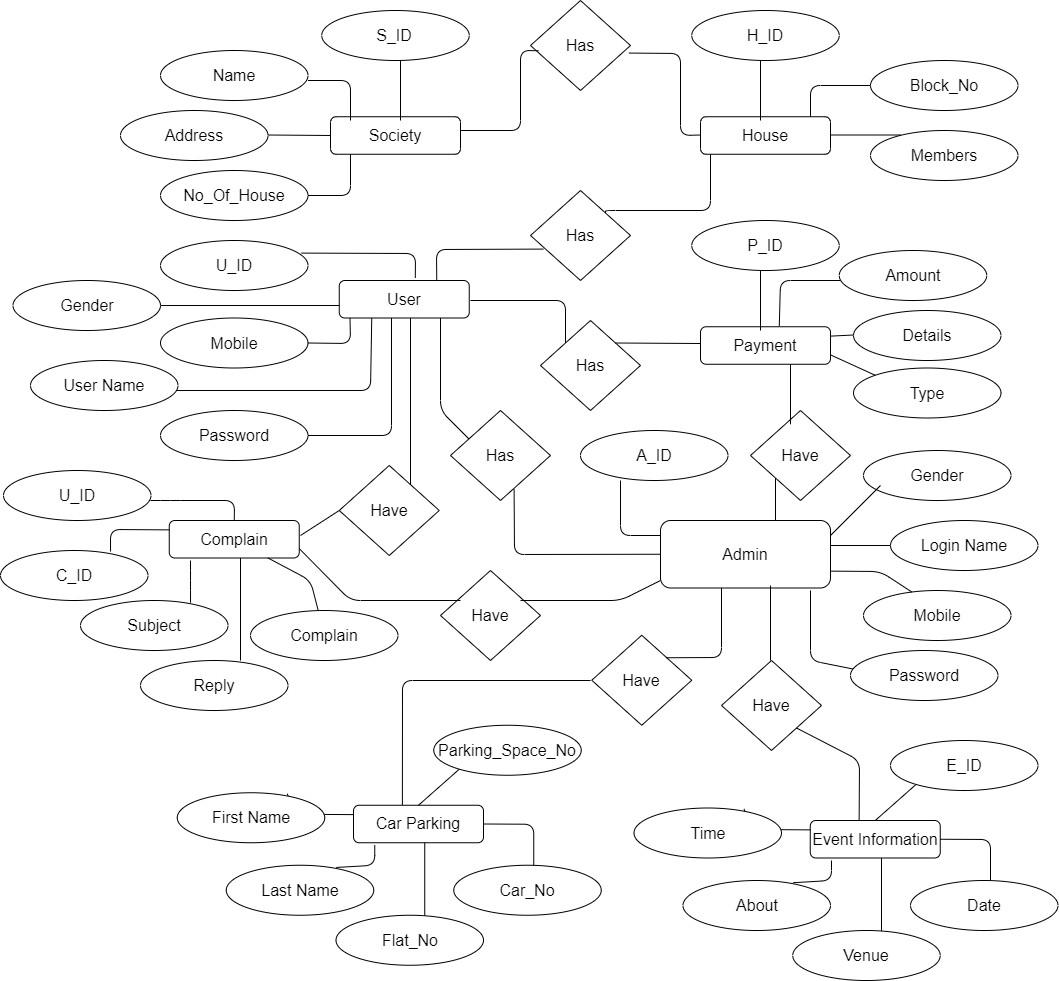 S_ID
Has
H_ID
Name
Block_No
Address
Society
House
Members
No_Of_House
Has
P_ID
U_ID
Amount
User
Gender
Details
Mobile
Payment
Has
User Name
Type
Password
Has
A_ID
Have
Gender
U_ID
Have
Complain
Login Name
Admin
C_ID
Subject
Have
Mobile
Complain
Reply
Have
Password
Have
Parking_Space_No
E_ID
First Name
Car Parking
Time
Event Information
Last Name
Car_No
About
Date
Flat_No
Venue